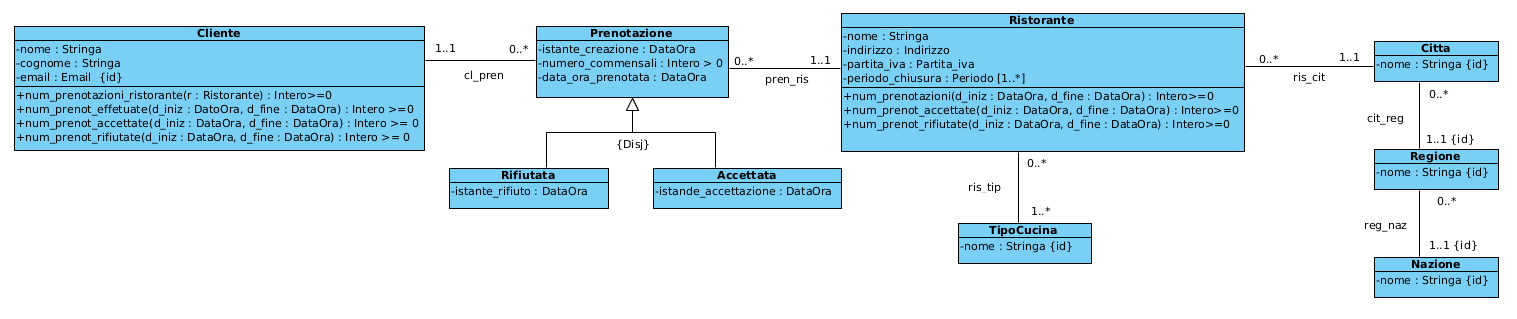 Cliente
-nome : Stringa
-cognome : Stringa
-email : Email {id}
+num_prenotazioni_ristorante(r : Ristorante) : Intero>=0
+num_prenot_effetuate(d_iniz : DatoOra, d_fine : DataOra) : Intero >=0
+num_prenot_accettate(d_iniz : DataOra, d_fine : DataOra) : Intero >= 0
+num_prenot_rifiutate(d_iniz : DataOra, d_fine : DataOra) : Intero >= 0
1..1
0..*
cl_pren
Prenotazione
-istante_creazione : DataOra
-numero_commensali : Intero > 0
-data_ora_prenotata : DataOra
{Disj}
Rifiutata
-istante_rifiuto : DataOra
Accettata
-istande_accettazione : DataOra
0..*
1..1
pren_ris
Ristorante
-nome : Stringa
-indirizzo : Indirizzo
-partita_iva : Partita_iva
-periodo_chiusura : Periodo [1..*]
+num_prenotazioni(d_iniz : DataOra, d_fine : DataOra) : Intero>=0
+num_prenot_accettate(d_iniz : DataOra, d_fine : DataOra) : Intero>=0
+num_prenot_rifiutate(d_iniz : DataOra, d_fine : DataOra) : Intero>=0
0..*
ris_tip
1..*
TipoCucina
-nome : Stringa {id}
0..*
1..1
ris_cit
Citta
-nome : Stringa {id}
0..*
cit_reg
1..1 {id}
Regione
-nome : Stringa {id}
0..*
reg_naz
1..1 {id}
Nazione
-nome : Stringa {id}